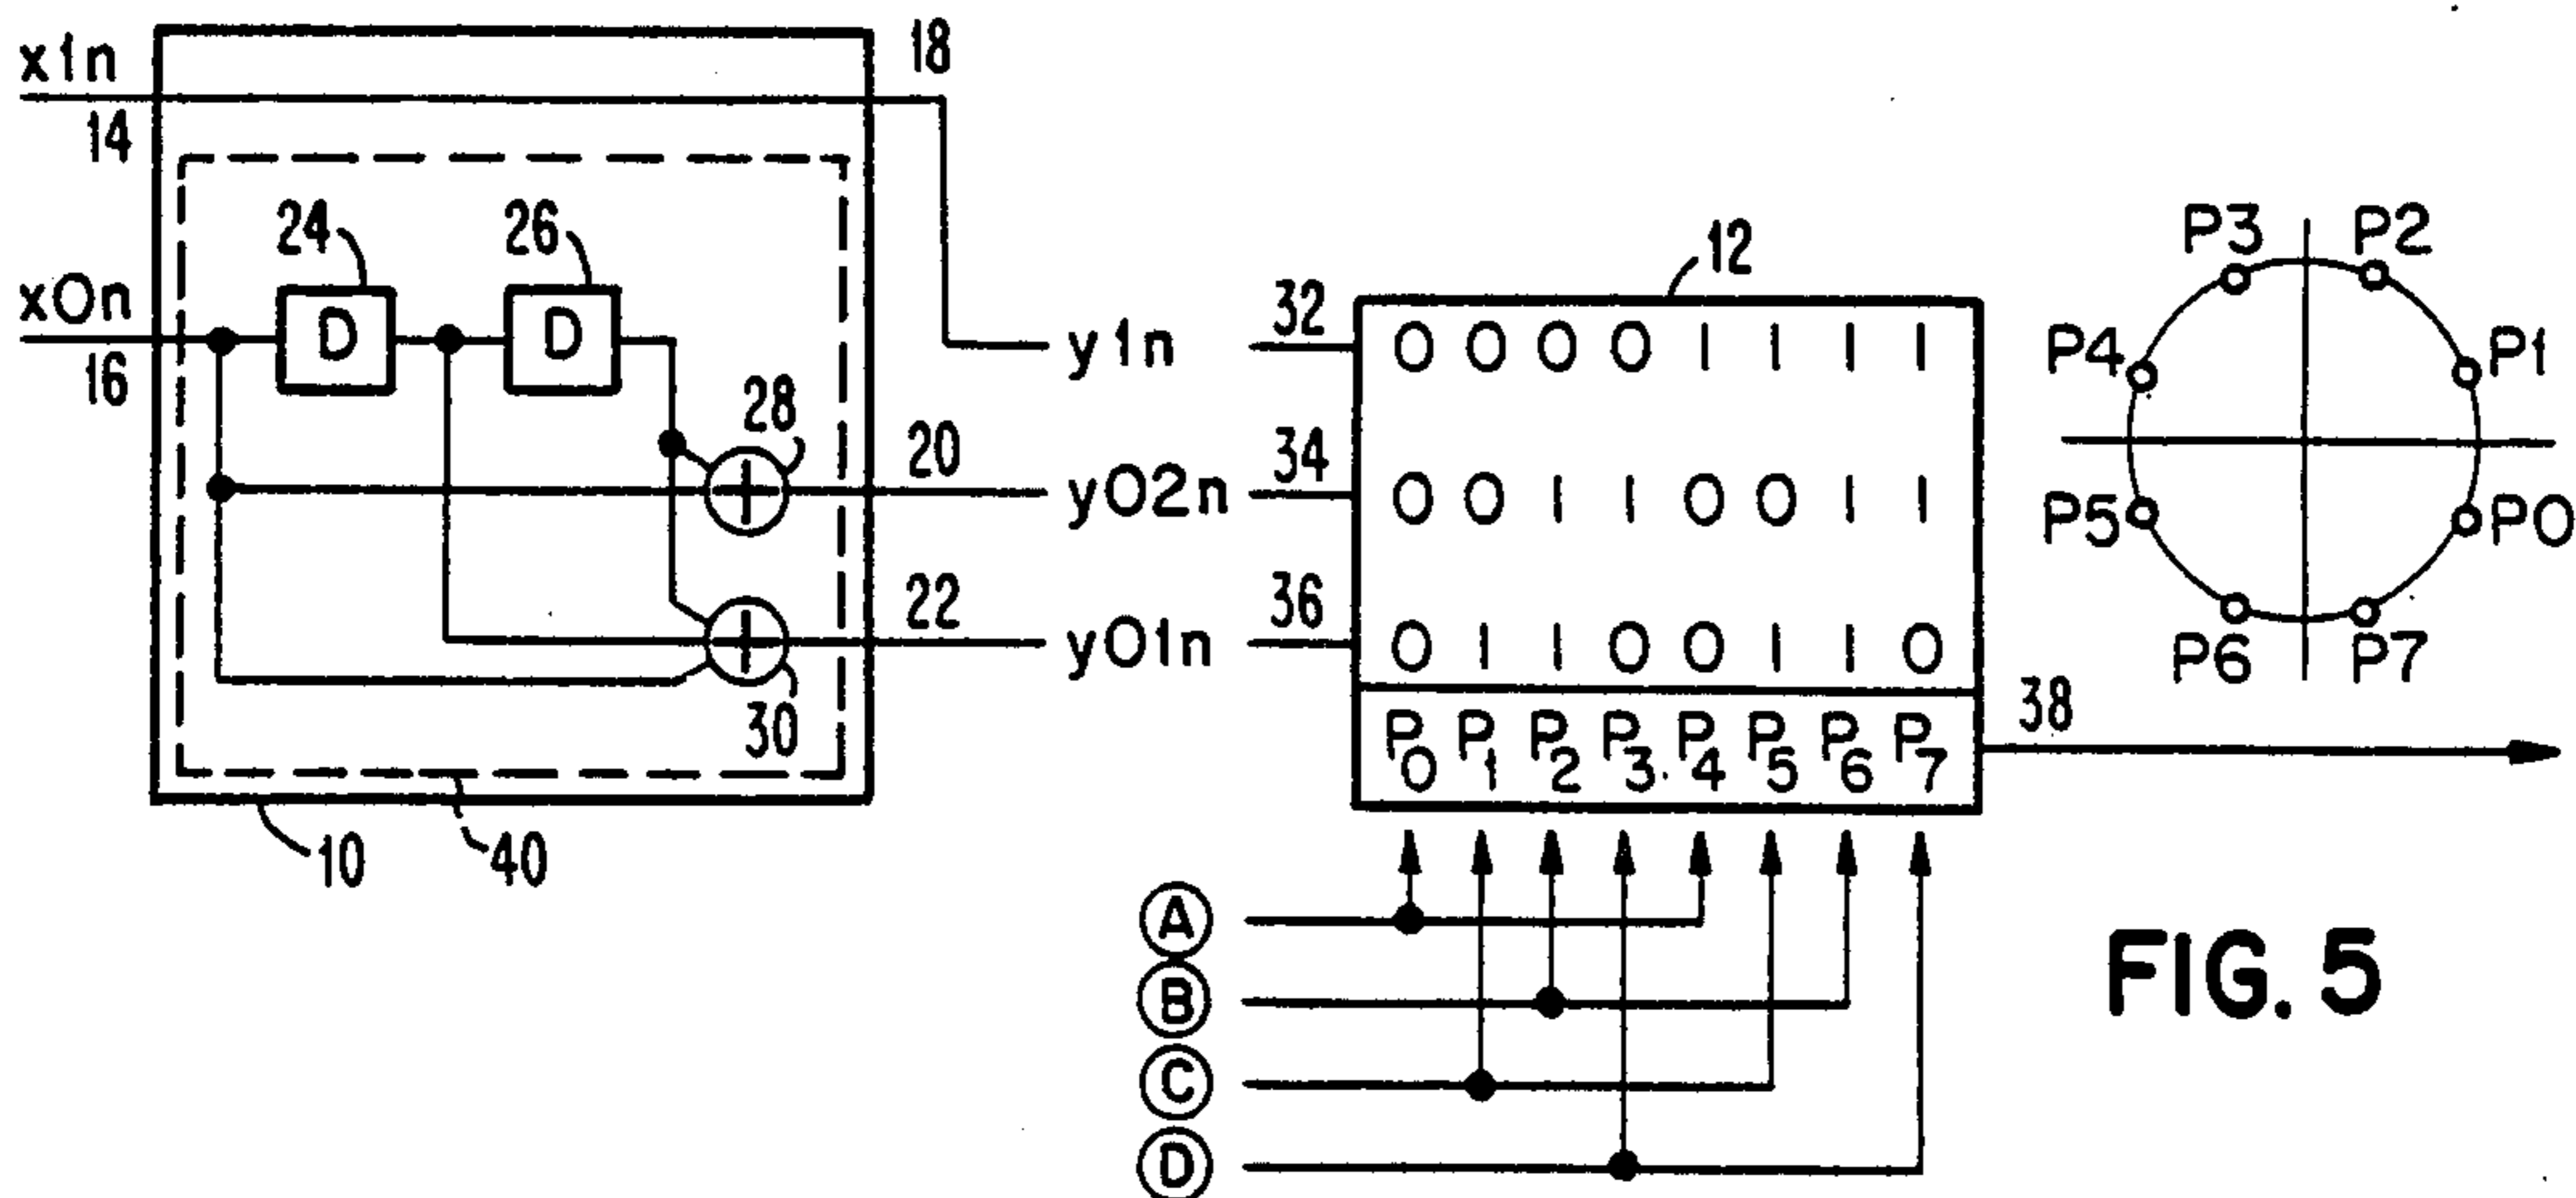 x1n
14
18
24
26
x0n
16
D
D
28
20
30
22
10
40
y1n
y02n
y01n
32
34
36
12
0 0 0 0 1 1 1 1
0 0 1 1 0 0 1 1
0 1 1 0 0 1 1 0
P0 P1 P2 P3 P4 P5 P6 P7
38
P3
P2
P4
P1
P5
P0
P6
P7
A
B
C
D
FIG. 5